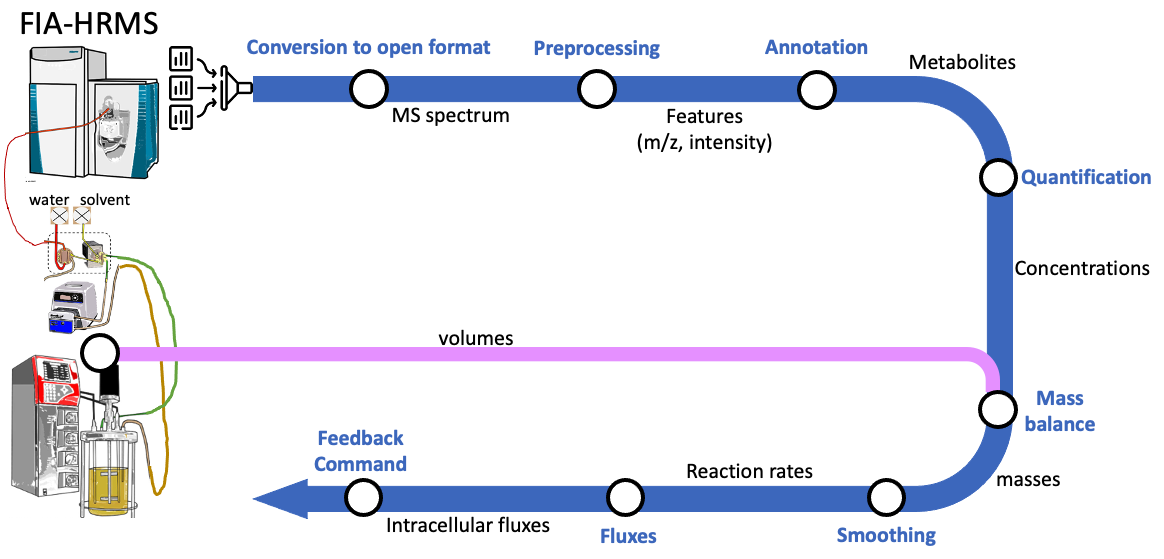 FIA-HRMS
Conversion to open format
Preprocessing
Annotation
Metabolites
MS spectrum
Features
(m/z, intensity)
Quantification
water solvent
Concentrations
volumes
Mass
balance
Feedback
Command
Reaction rates
masses
Intracellular fluxes
Fluxes
Smoothing